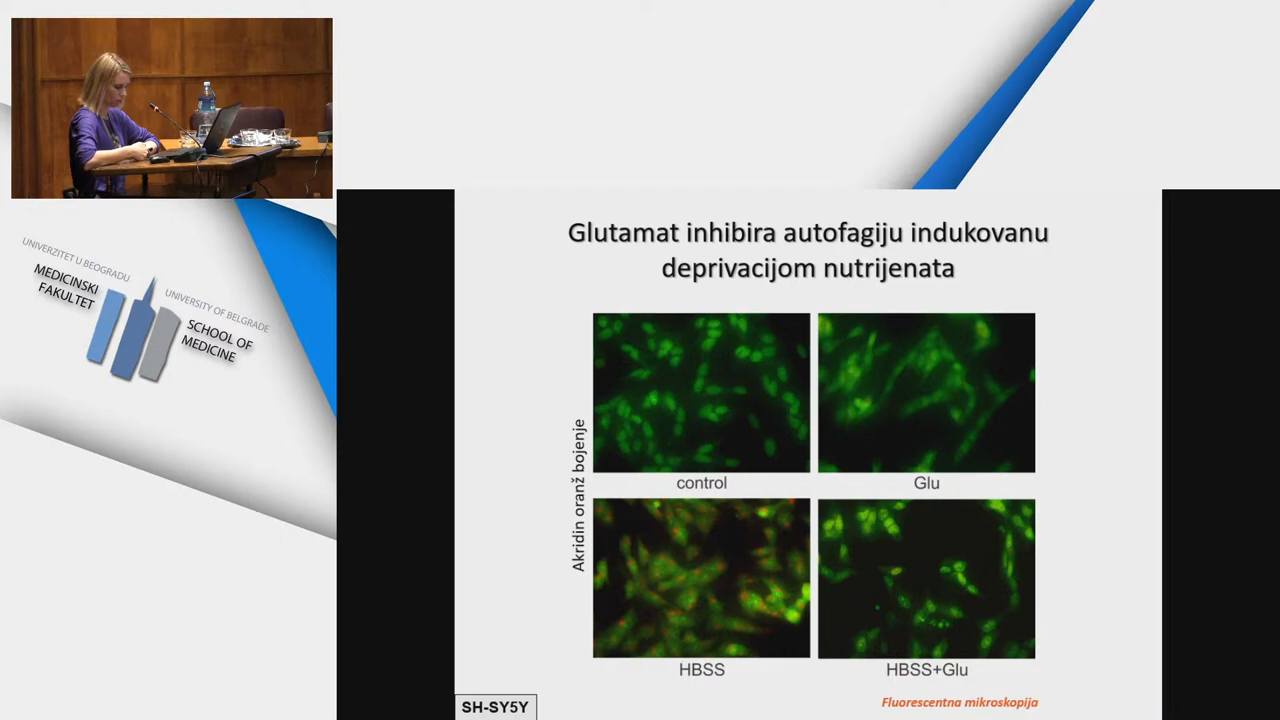 UNIVERZITET U BEOGRADU
MEDICINSKI
FAKULTET
UNIVERSITY OF BELGRADE
SCHOOL OF
MEDICINE
Glutamat inhibira autofagiju indukovanu
deprivacijom nutrijenata
Akridin oranž bojenje
control
Glu
HBSS
HBSS+Glu
SH-SY5Y
Fluorescentna mikroskopija